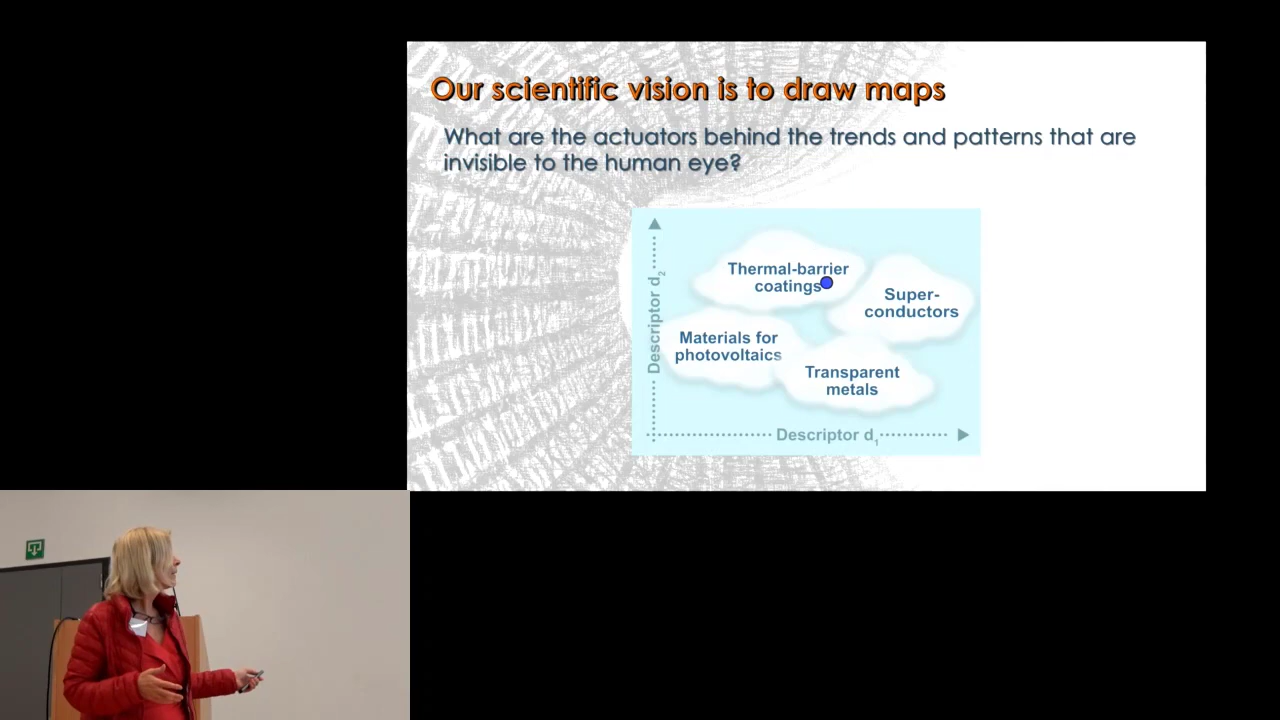 Our scientific vision is to draw maps
What are the actuators behind the trends and patterns that are
invisible to the human eye?
Descriptor d2
Thermal-barrier
coatings
Super-
conductors
Materials for
photovoltaics
Transparent
metals
Descriptor d1